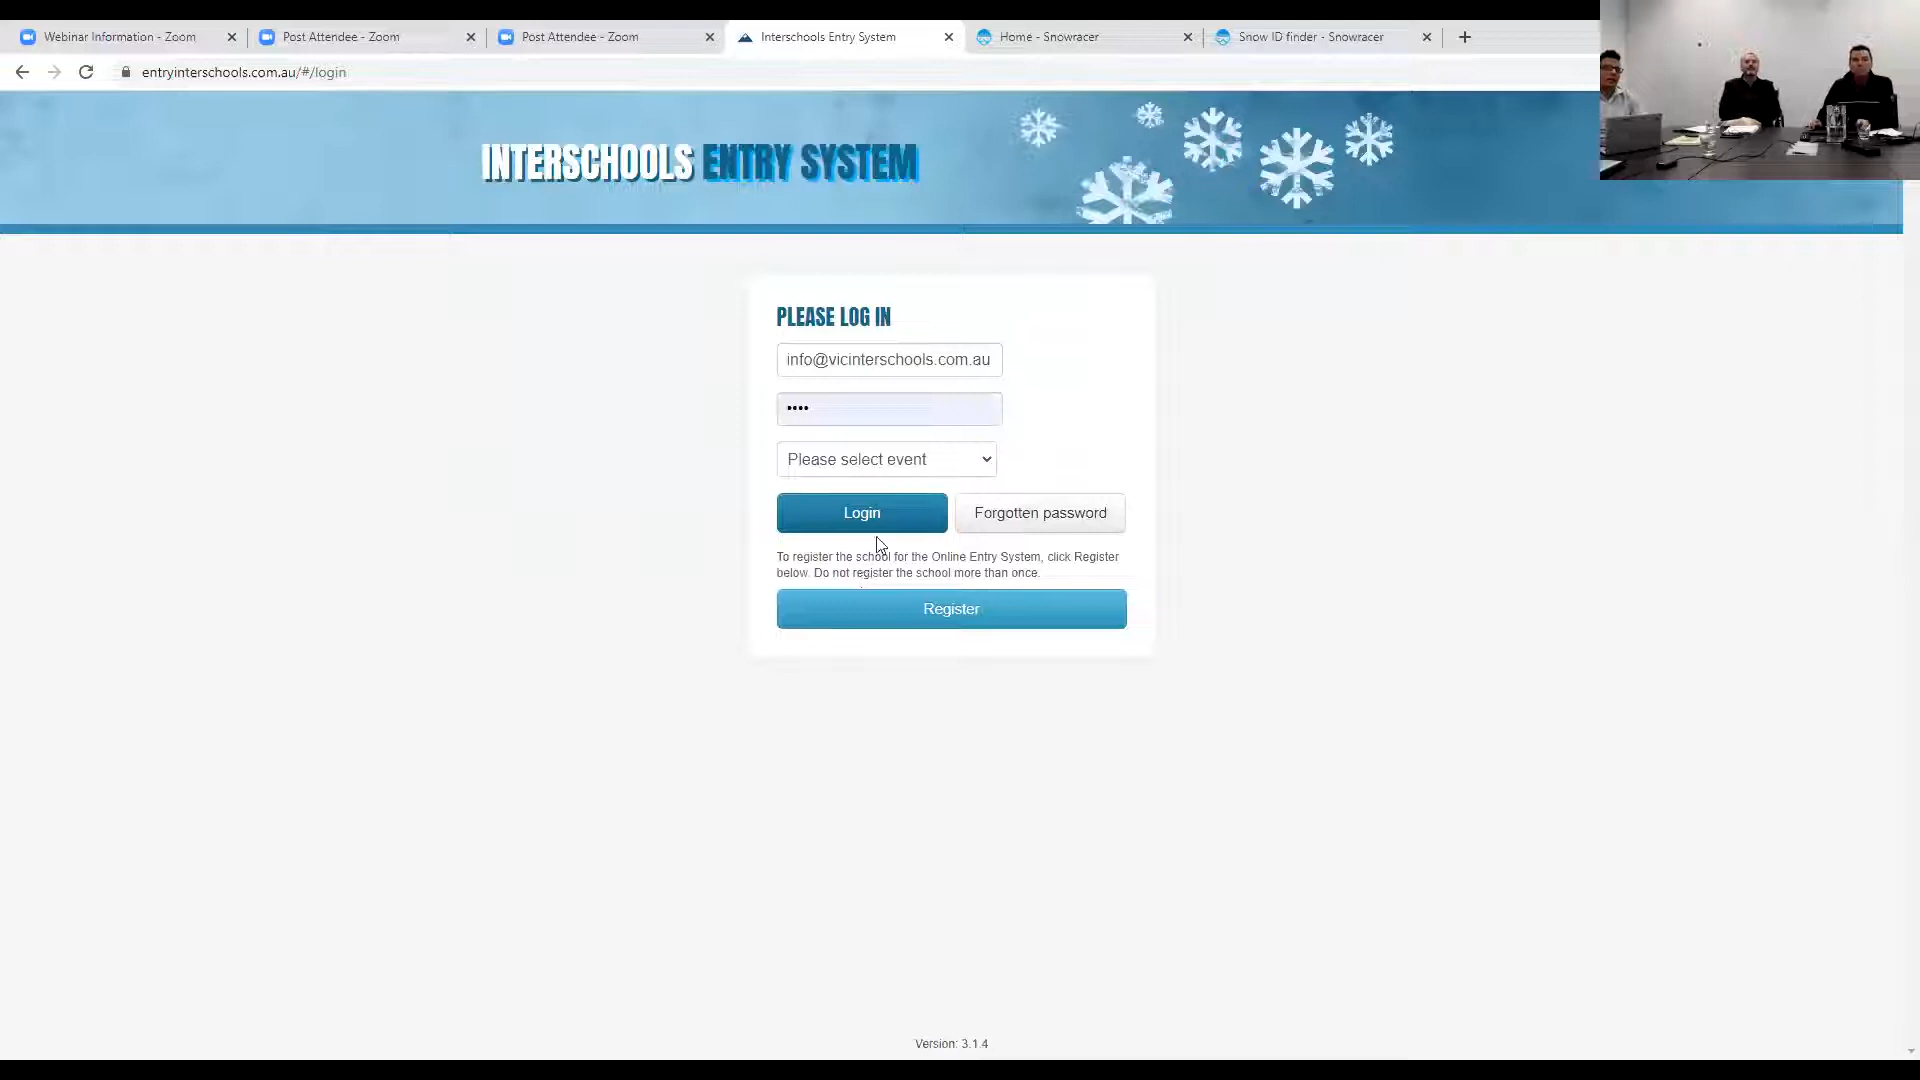 Webinar Information - Zoom
Post Attendee - Zoom
Post Attendee - Zoom
Interschools Entry System
Home - Snowracer
Snow ID finder - Snowracer
entryinterschools.com.au/#/login
INTERSCHOOLS ENTRY SYSTEM
PLEASE LOG IN
info@vicinterschools.com.au
••••
Please select event
Login
Forgotten password
To register the school for the Online Entry System, click Register
below. Do not register the school more than once.
Register
Version: 3.1.4